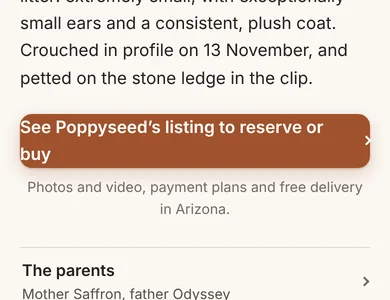 litter: extremely small, with exceptionally
small ears and a consistent, plush coat.
Crouched in profile on 13 November, and
petted on the stone ledge in the clip.
See Poppyseed’s listing to reserve or
buy
Photos and video, payment plans and free delivery
in Arizona.
The parents
Mother Saffron, father Odyssey